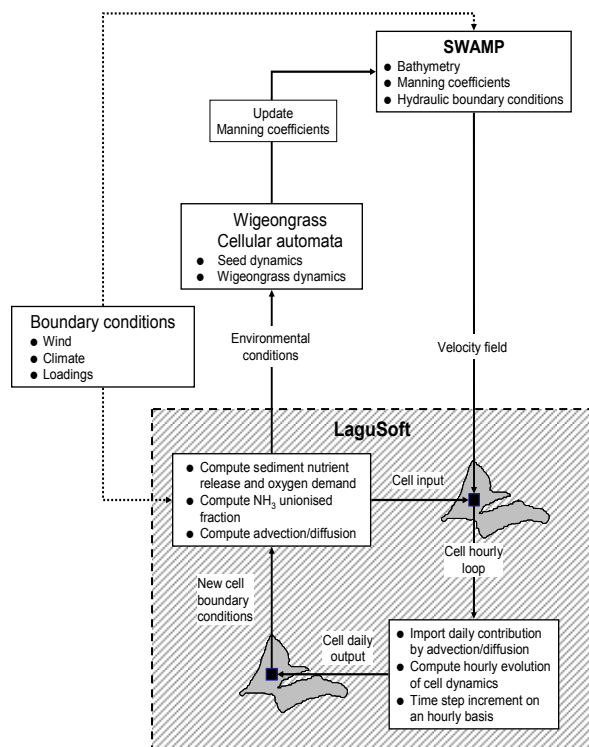 SWAMP
● Bathymetry
● Manning coefficients
● Hydraulic boundary conditions
Update
Manning coefficients
Wigeongrass
Cellular automata
● Seed dynamics
● Wigeongrass dynamics
Boundary conditions
● Wind
● Climate
● Loadings
Environmental
conditions
Velocity field
LaguSoft
● Compute sediment nutrient
release and oxygen demand
● Compute NH₃ unionised
fraction
● Compute advection/diffusion
Cell input
Cell hourly
loop
New cell
boundary
conditions
Cell daily
output
● Import daily contribution
by advection/diffusion
● Compute hourly evolution
of cell dynamics
● Time step increment on
an hourly basis